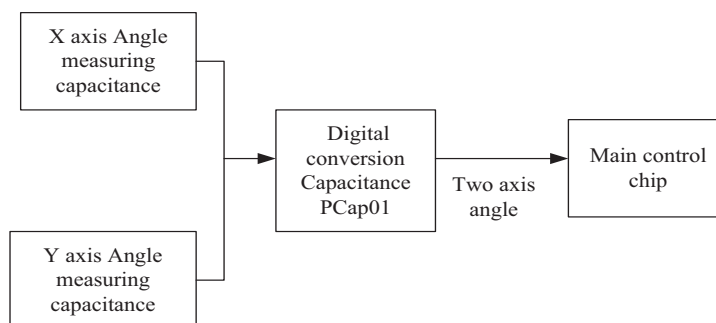 X axis Angle
measuring
capacitance
Digital
conversion
Capacitance
PCap01
Two axis
angle
Main control
chip
Y axis Angle
measuring
capacitance